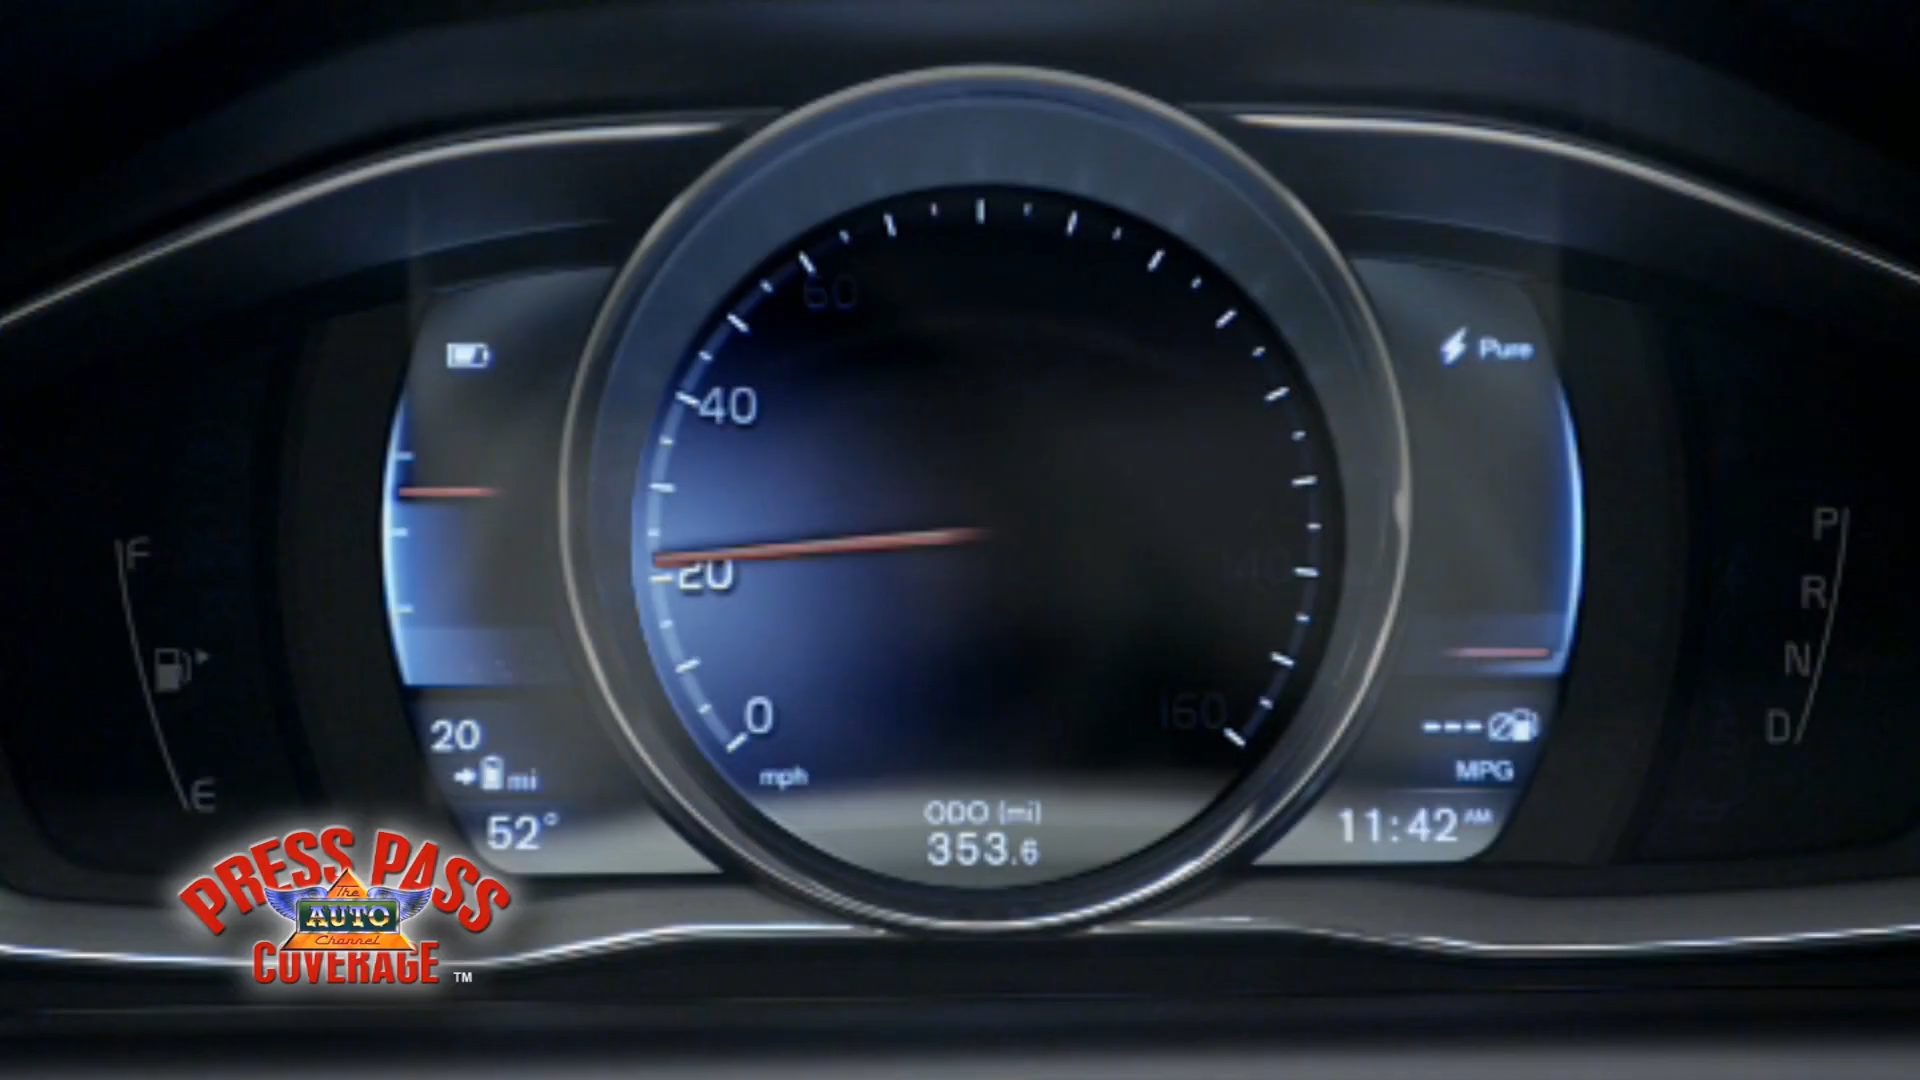 60
40
20
0
mph
160
Pure
F
E
20
mi
52°
ODO (mi)
353.6
P
R
N
D
--- MPG
11:42 AM
PRESS PASS
The
AUTO
Channel
COVERAGE ™